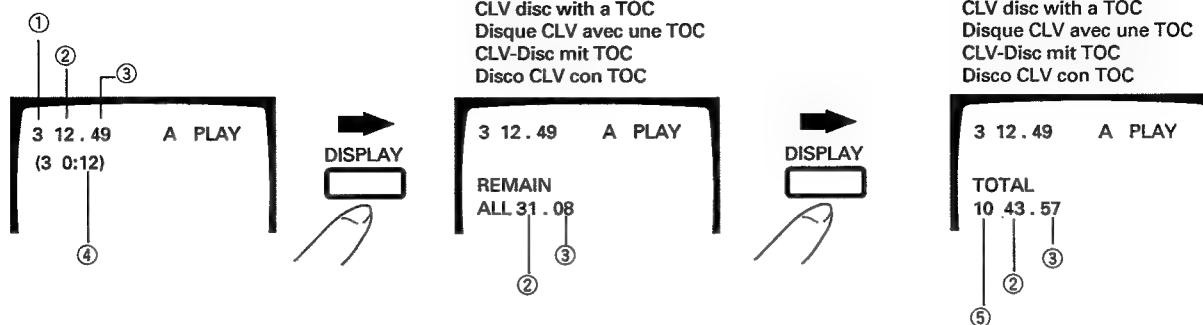 ①
②
③
3 12.49 A PLAY
(3 0:12)
④
DISPLAY
CLV disc with a TOC
Disque CLV avec une TOC
CLV-Disc mit TOC
Disco CLV con TOC
3 12.49 A PLAY
REMAIN
ALL 31.08
③
②
DISPLAY
CLV disc with a TOC
Disque CLV avec une TOC
CLV-Disc mit TOC
Disco CLV con TOC
3 12.49 A PLAY
TOTAL
10 43.57
③
②
⑤